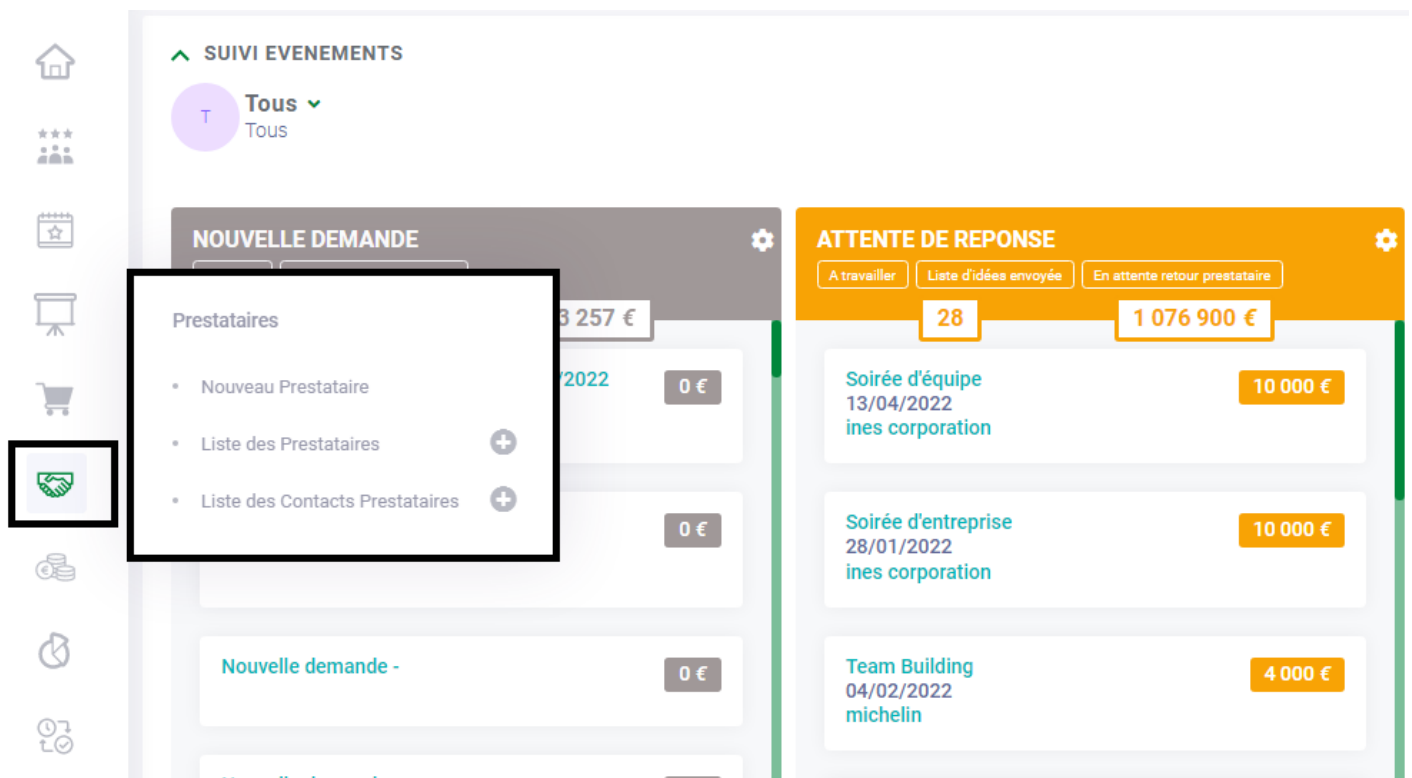 SUIVI EVENEMENTS
T
Tous
Tous
NOUVELLE DEMANDE
3 257 €
/2022
0 €
0 €
Nouvelle demande -
0 €
Prestataires
• Nouveau Prestataire
• Liste des Prestataires
• Liste des Contacts Prestataires
ATTENTE DE REPONSE
A travailler
Liste d'idées envoyée
En attente retour prestataire
28
1 076 900 €
Soirée d'équipe
10 000 €
13/04/2022
ines corporation
Soirée d'entreprise
10 000 €
28/01/2022
ines corporation
Team Building
4 000 €
04/02/2022
michelin